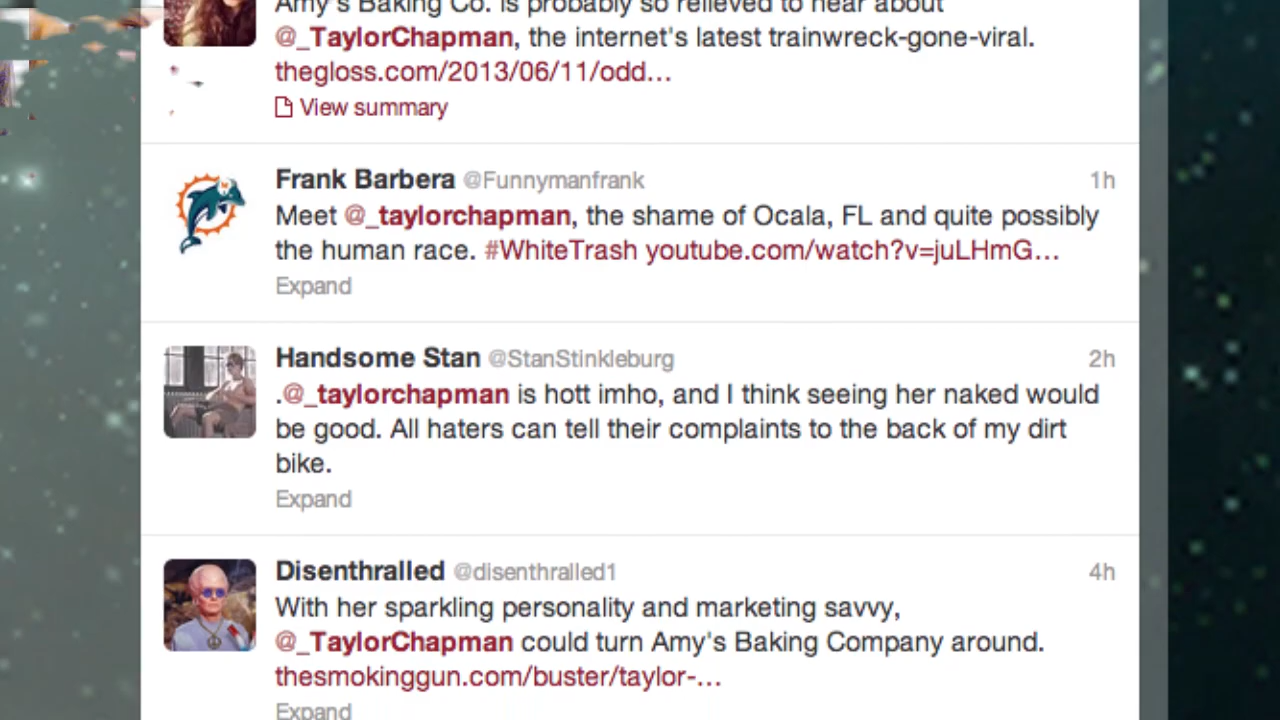 Amy's Baking Co. is probably so relieved to hear about
@_TaylorChapman, the internet's latest trainwreck-gone-viral.
thegloss.com/2013/06/11/odd...
View summary
Frank Barbera @Funnymanfrank 1h
Meet @_taylorchapman, the shame of Ocala, FL and quite possibly
the human race. #WhiteTrash youtube.com/watch?v=juLHmG...
Expand
Handsome Stan @StanStinkleburg 2h
.@_taylorchapman is hott imho, and I think seeing her naked would
be good. All haters can tell their complaints to the back of my dirt
bike.
Expand
Disenthralled @disenthralled1 4h
With her sparkling personality and marketing savvy,
@_TaylorChapman could turn Amy's Baking Company around.
thesmokinggun.com/buster/taylor-...
Expand